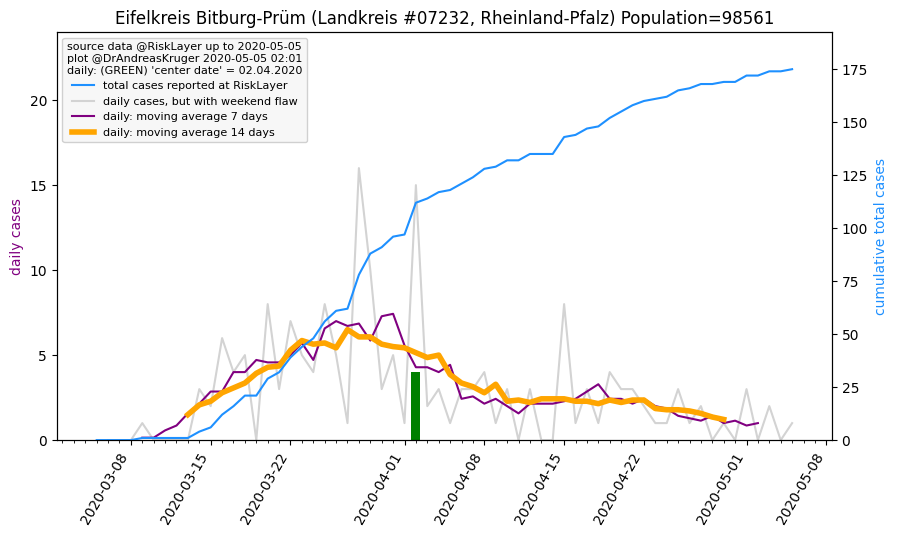 Eifelkreis Bitburg-Prüm (Landkreis #07232, Rheinland-Pfalz) Population=98561
source data @RiskLayer up to 2020-05-05
plot @DrAndreasKruger 2020-05-05 02:01
daily: (GREEN) 'center date' = 02.04.2020
total cases reported at RiskLayer
daily cases, but with weekend flaw
daily: moving average 7 days
daily: moving average 14 days
daily cases
20
15
10
5
0
cumulative total cases
175
150
125
100
75
50
25
0
2020-03-08
2020-03-15
2020-03-22
2020-04-01
2020-04-08
2020-04-15
2020-04-22
2020-05-01
2020-05-08